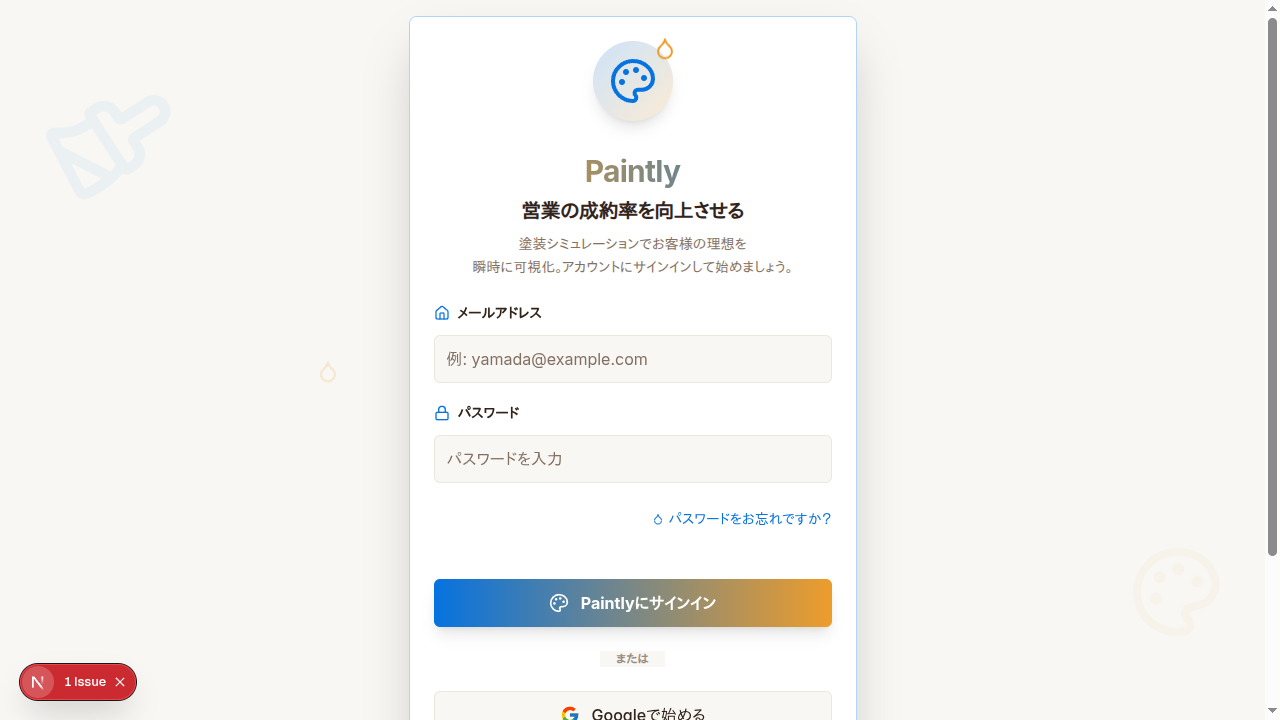 Paintly
営業の成約率を向上させる
塗装シミュレーションでお客様の理想を
瞬時に可視化。アカウントにサインインして始めましょう。
メールアドレス
例: yamada@example.com
パスワード
パスワードを入力
パスワードをお忘れですか?
Paintlyにサインイン
または
Googleで始める
N 1 Issue